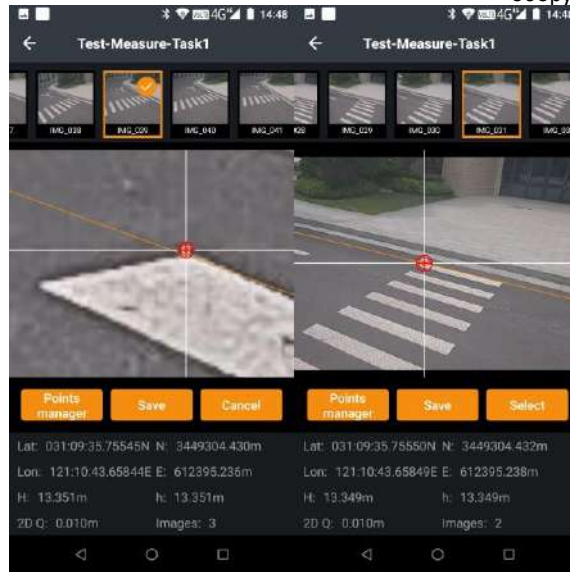 14:48
Test-Measure-Task1
IMG_038 IMG_039 IMG_040 IMG_041
Points manager
Save
Cancel
Lat: 031:09:35.75545N N: 3449304.430m
Lon: 121:10:43.65844E E: 612395.236m
H: 13.351m h: 13.351m
2D Q: 0.010m Images: 3
4G 14:48
Test-Measure-Task1
IMG_029 IMG_030 IMG_031
Points manager
Save
Select
Lat: 031:09:35.75550N N: 3449304.432m
Lon: 121:10:43.65849E E: 612395.238m
H: 13.349m h: 13.349m
2D Q: 0.010m Images: 2